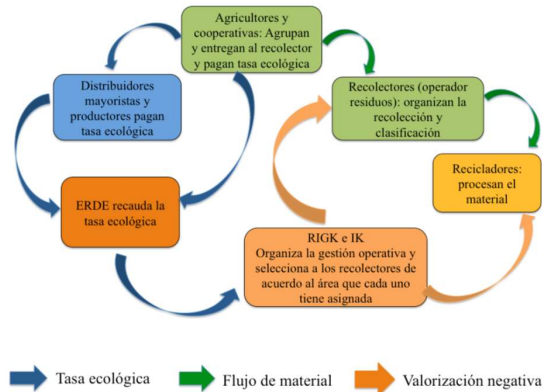 Agricultores y
cooperativas: Agrupan
y entregan al recolector
y pagan tasa ecológica
Distribuidores
mayoristas y
productores pagan
tasa ecológica
Recolectores (operador
residuos): organizan la
recolección y
clasificación
Recicladores:
procesan el
material
ERDE recauda la
tasa ecológica
RIGK e IK
Organiza la gestión operativa y
selecciona a los recolectores de
acuerdo al área que cada uno
tiene asignada
Tasa ecológica
Flujo de material
Valorización negativa